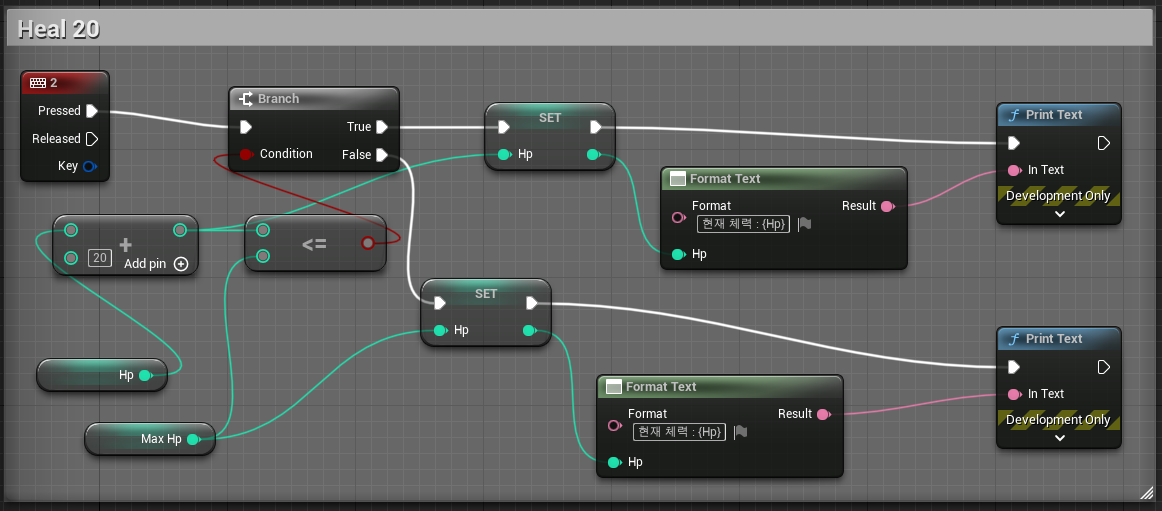 Heal 20
2
Pressed
Released
Key
Branch
True
Condition
False
SET
Hp
Format Text
Format
Result
현재 체력 : {Hp}
Hp
Print Text
In Text
Development Only
+
20
Add pin
<=
SET
Hp
Hp
Max Hp
Format Text
Format
Result
현재 체력 : {Hp}
Hp
Print Text
In Text
Development Only